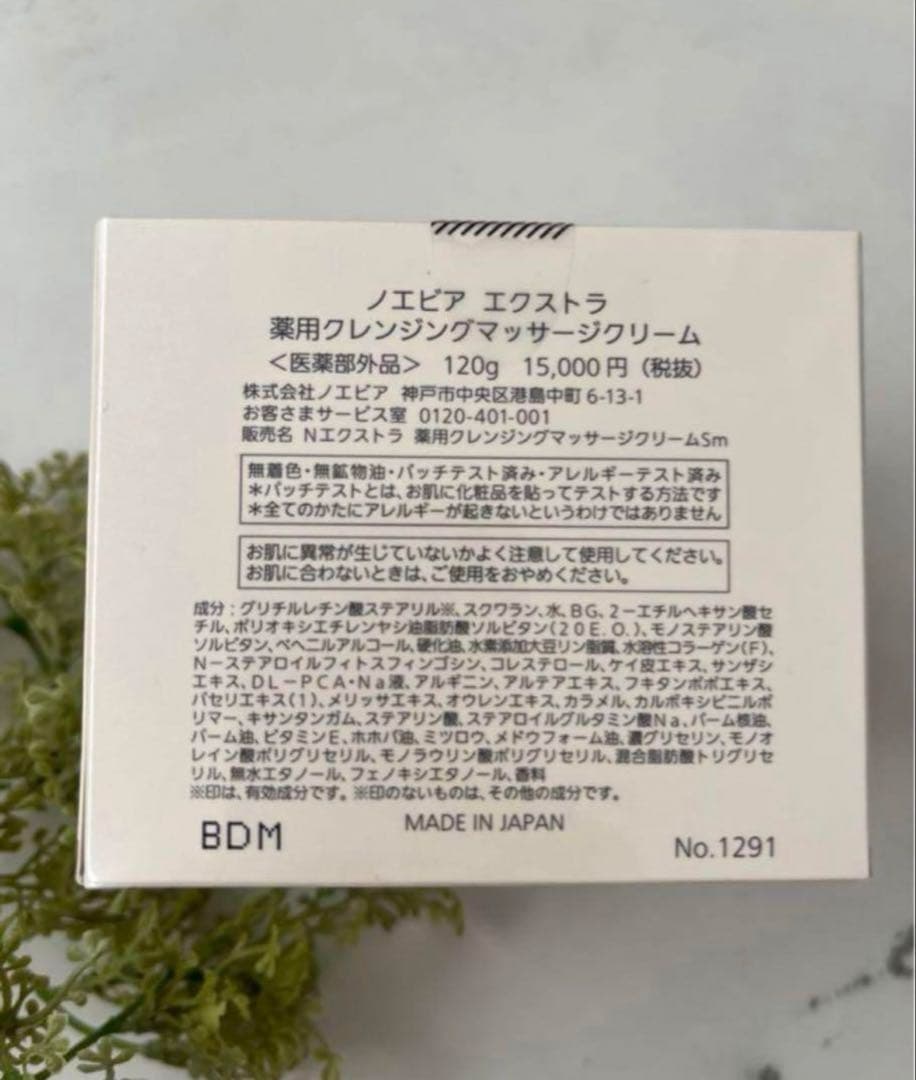 ノエビア エクストラ
薬用クレンジングマッサージクリーム
＜医薬部外品＞ 120g 15,000円（税抜）
株式会社ノエビア 神戸市中央区港島中町6-13-1
お客さまサービス室 0120-401-001
販売名 Nエクストラ 薬用クレンジングマッサージクリームSm
無着色・無鉱物油・パッチテスト済み・アレルギーテスト済み
＊パッチテストとは、お肌に化粧品を貼ってテストする方法です
＊全てのかたにアレルギーが起きないというわけではありません
お肌に異常が生じていないかよく注意して使用してください。
お肌に合わないときは、ご使用をおやめください。
成分：グリチルレチン酸ステアリル※、スクワラン、水、BG、2－エチルヘキサン酸セ
チル、ポリオキシエチレンヤシ油脂肪酸ソルビタン（20E.O.）、モノステアリン酸
ソルビタン、ベヘニルアルコール、硬化油、水素添加大豆リン脂質、水溶性コラーゲン（F）、
N－ステアロイルフィトスフィンゴシン、コレステロール、ケイ皮エキス、サンザシ
エキス、DL－PCA・Na液、アルギニン、アルテアエキス、フキタンポポエキス、
パセリエキス（1）、メリッサエキス、オウレンエキス、カラメル、カルボキシビニルポ
リマー、キサンタンガム、ステアリン酸、ステアロイルグルタミン酸Na、パーム核油、
パーム油、ビタミンE、ホホバ油、ミツロウ、メドウフォーム油、濃グリセリン、モノオ
レイン酸ポリグリセリル、モノラウリン酸ポリグリセリル、混合脂肪酸トリグリセ
リル、無水エタノール、フェノキシエタノール、香料
※印は、有効成分です。※印のないものは、その他の成分です。
BDM
MADE IN JAPAN
No.1291